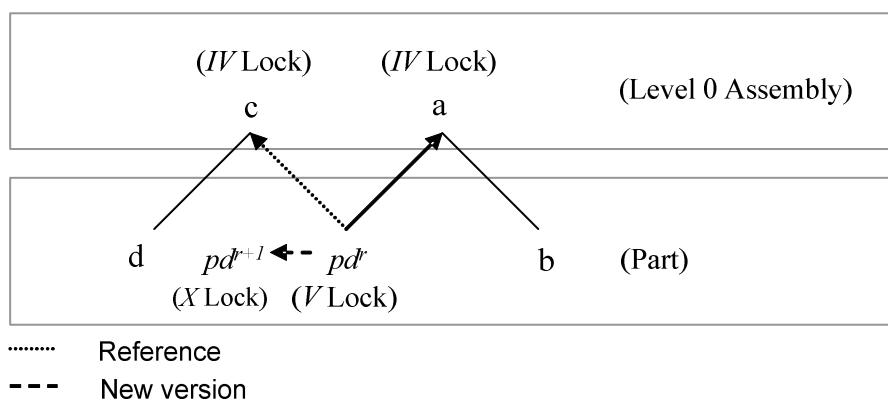 (IV Lock) (IV Lock)
c a (Level 0 Assembly)
d pdʳ⁺¹ pdʳ b (Part)
(X Lock) (V Lock)
Reference
New version